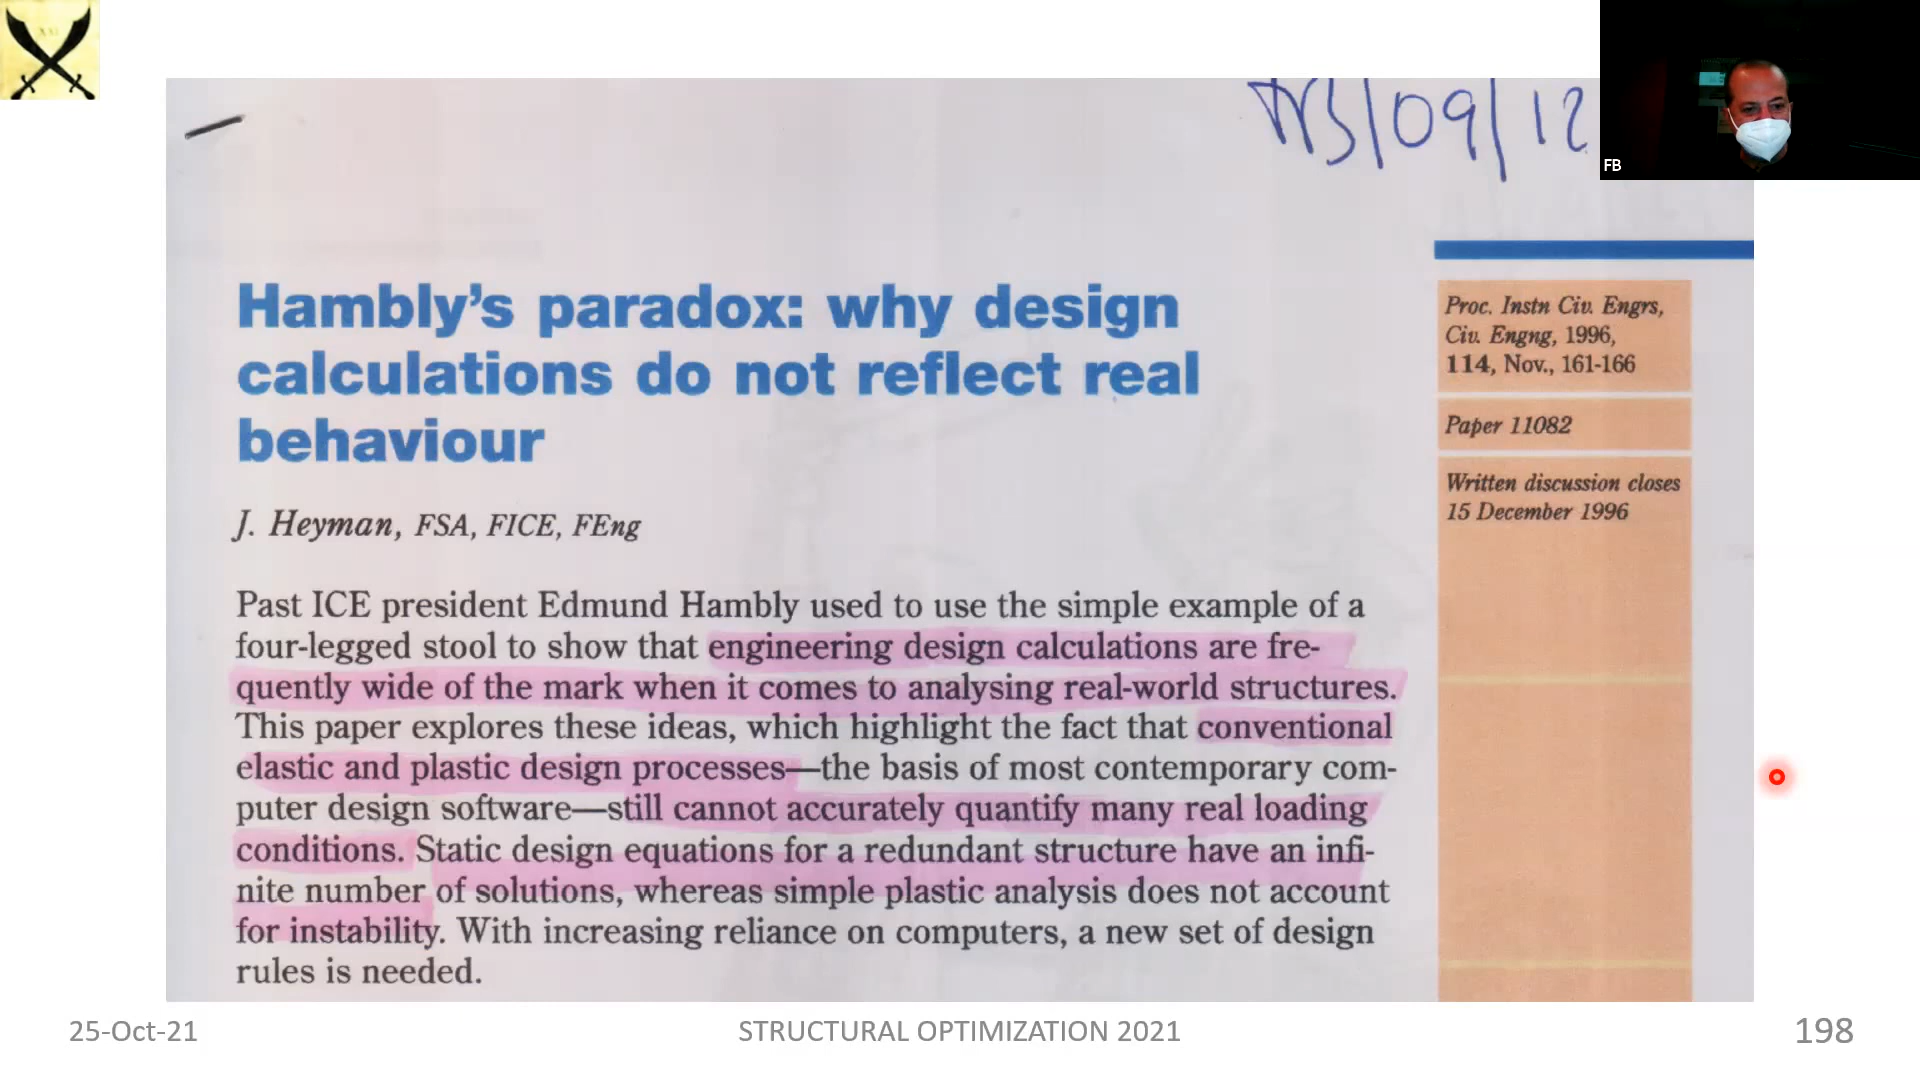 FB
/09/12
Hambly's paradox: why design
calculations do not reflect real
behaviour
J. Heyman, FSA, FICE, FEng
Past ICE president Edmund Hambly used to use the simple example of a
four-legged stool to show that engineering design calculations are fre-
quently wide of the mark when it comes to analysing real-world structures.
This paper explores these ideas, which highlight the fact that conventional
elastic and plastic design processes—the basis of most contemporary com-
puter design software—still cannot accurately quantify many real loading
conditions. Static design equations for a redundant structure have an infi-
nite number of solutions, whereas simple plastic analysis does not account
for instability. With increasing reliance on computers, a new set of design
rules is needed.
Proc. Instn Civ. Engrs,
Civ. Engng, 1996,
114, Nov., 161-166
Paper 11082
Written discussion closes
15 December 1996
25-Oct-21
STRUCTURAL OPTIMIZATION 2021
198